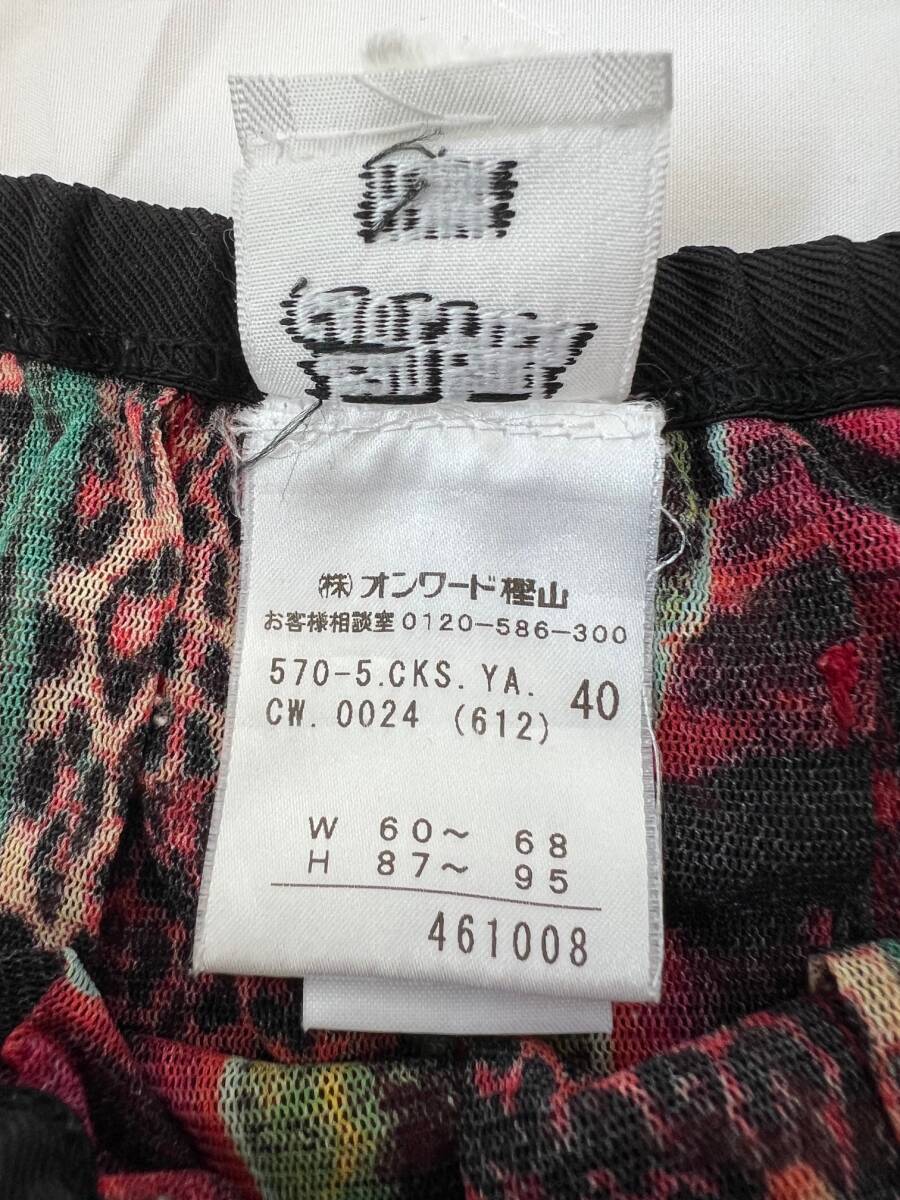 ㈱オンワード樫山
お客様相談室 0120-586-300
570-5.CKS.YA. 40
CW.0024 (612)
W 60〜 68
H 87〜 95
461008